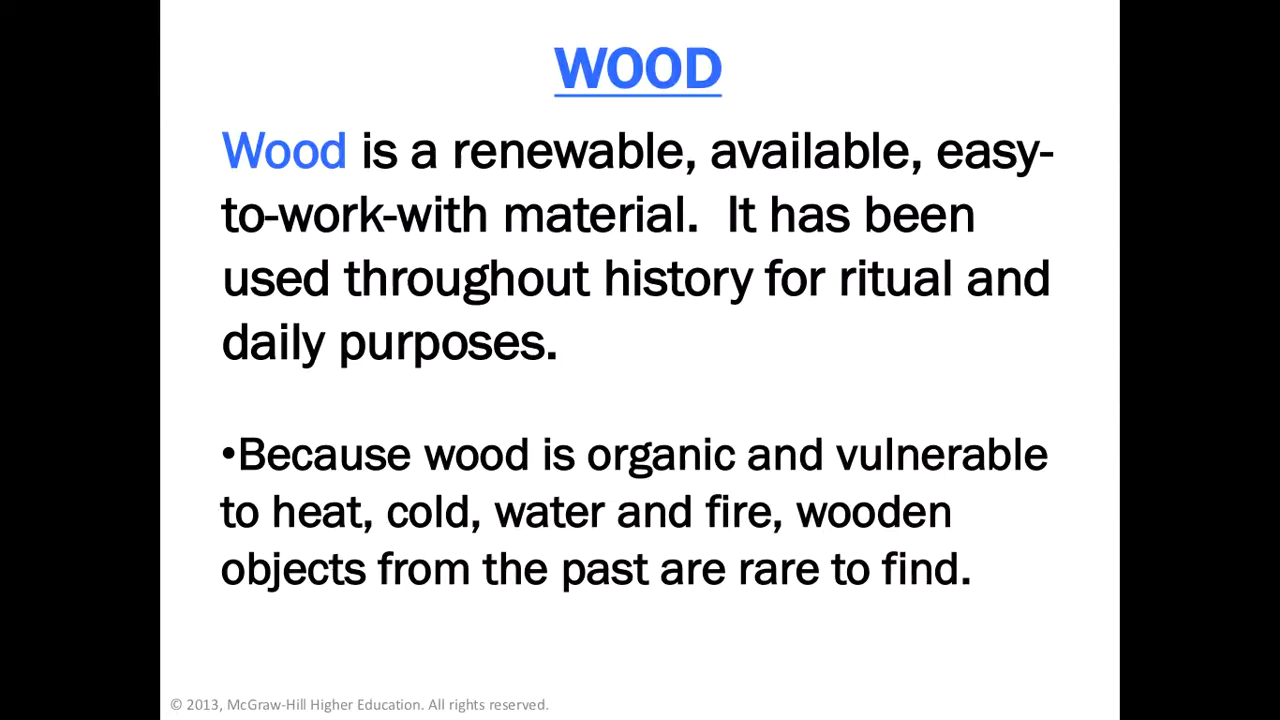 WOOD
Wood is a renewable, available, easy-
to-work-with material.  It has been
used throughout history for ritual and
daily purposes.
•Because wood is organic and vulnerable
to heat, cold, water and fire, wooden
objects from the past are rare to find.
© 2013, McGraw-Hill Higher Education. All rights reserved.